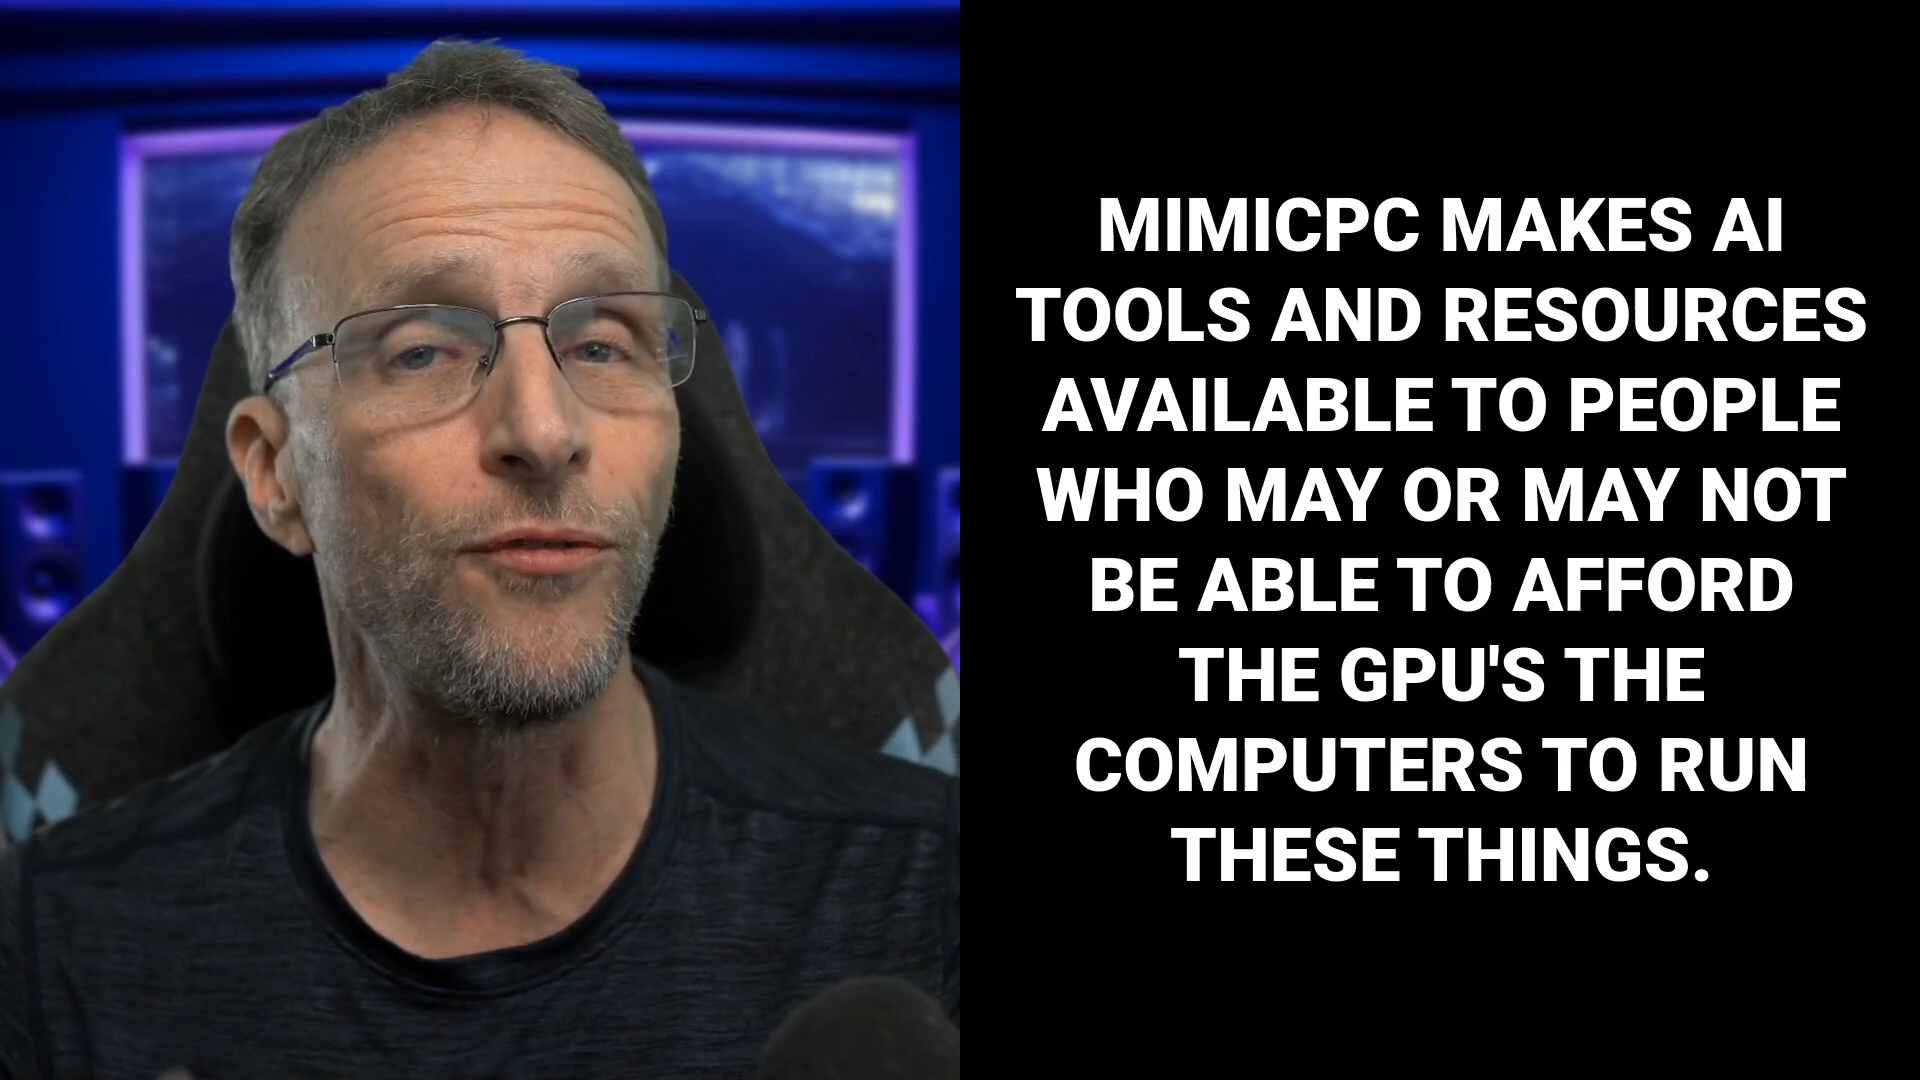 MIMICPC MAKES AI
TOOLS AND RESOURCES
AVAILABLE TO PEOPLE
WHO MAY OR MAY NOT
BE ABLE TO AFFORD
THE GPU'S THE
COMPUTERS TO RUN
THESE THINGS.